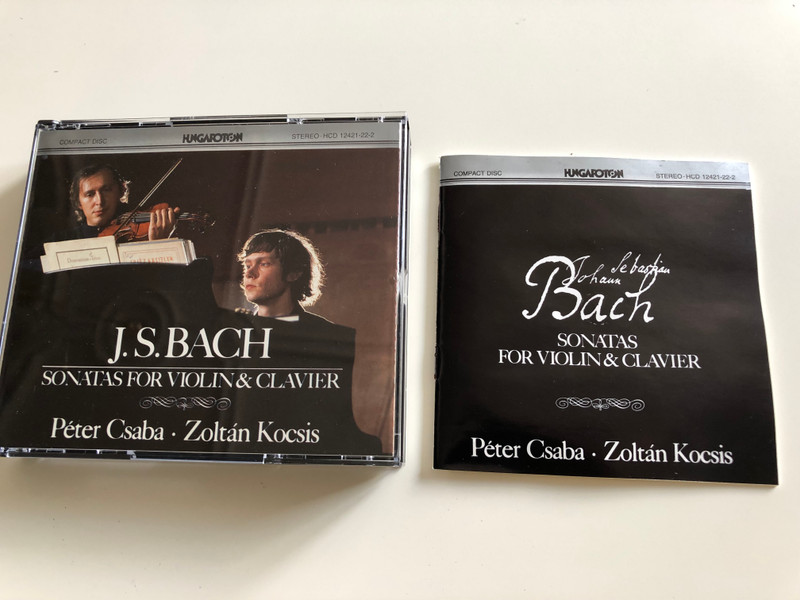 COMPACT DISC HUNGAROTON STEREO-HCD 12421-22-2
J.S. BACH
SONATAS FOR VIOLIN & CLAVIER
Péter Csaba · Zoltán Kocsis
COMPACT DISC HUNGAROTON STEREO-HCD 12421-22-2
Johann Sebastian
Bach
SONATAS
FOR VIOLIN & CLAVIER
Péter Csaba · Zoltán Kocsis